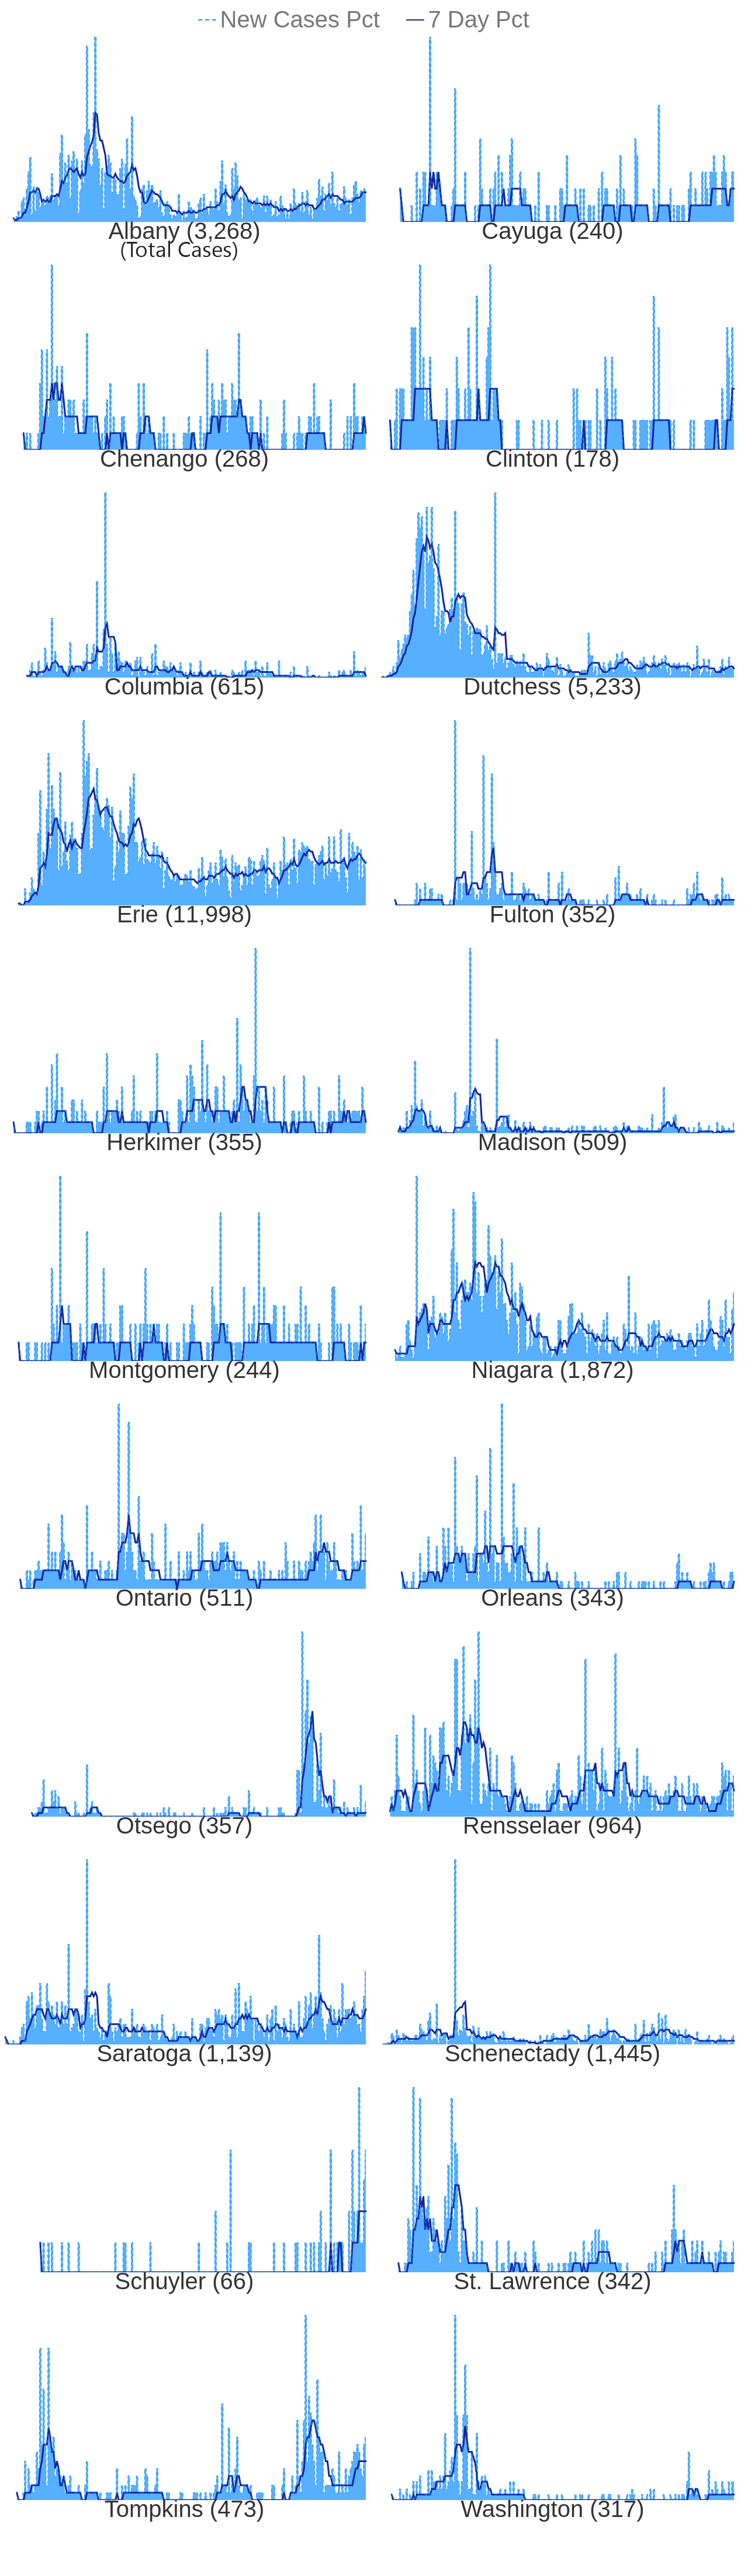 New Cases Pct 7 Day Pct
Albany (3,268) Cayuga (240)
(Total Cases)
Chenango (268) Clinton (178)
Columbia (615) Dutchess (5,233)
Erie (11,998) Fulton (352)
Herkimer (355) Madison (509)
Montgomery (244) Niagara (1,872)
Ontario (511) Orleans (343)
Otsego (357) Rensselaer (964)
Saratoga (1,139) Schenectady (1,445)
Schuyler (66) St. Lawrence (342)
Tompkins (473) Washington (317)